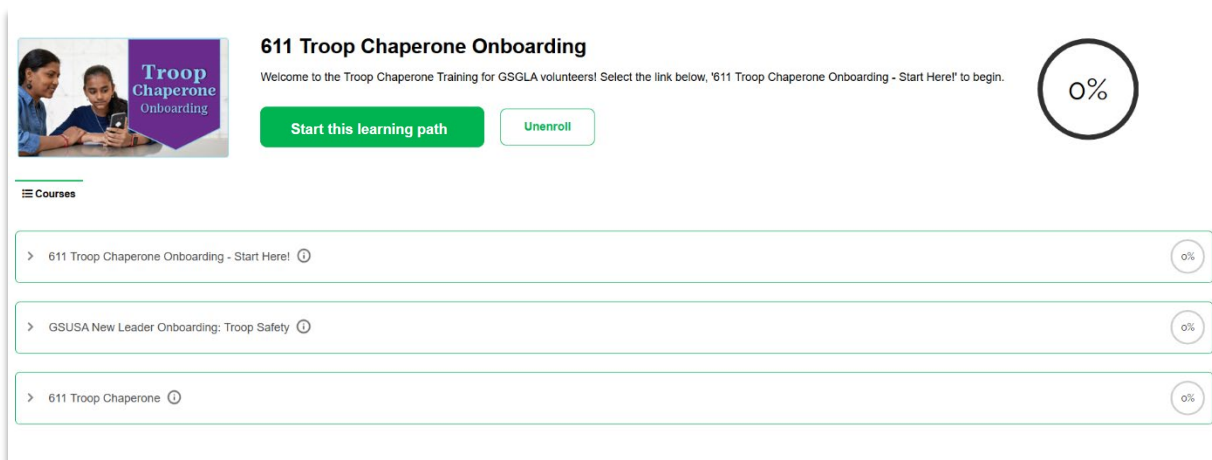 Troop
Chaperone
Onboarding
611 Troop Chaperone Onboarding
Welcome to the Troop Chaperone Training for GSGLA volunteers! Select the link below, '611 Troop Chaperone Onboarding - Start Here!' to begin.
Start this learning path
Unenroll
0%
Courses
611 Troop Chaperone Onboarding - Start Here!
0%
GSUSA New Leader Onboarding: Troop Safety
0%
611 Troop Chaperone
0%